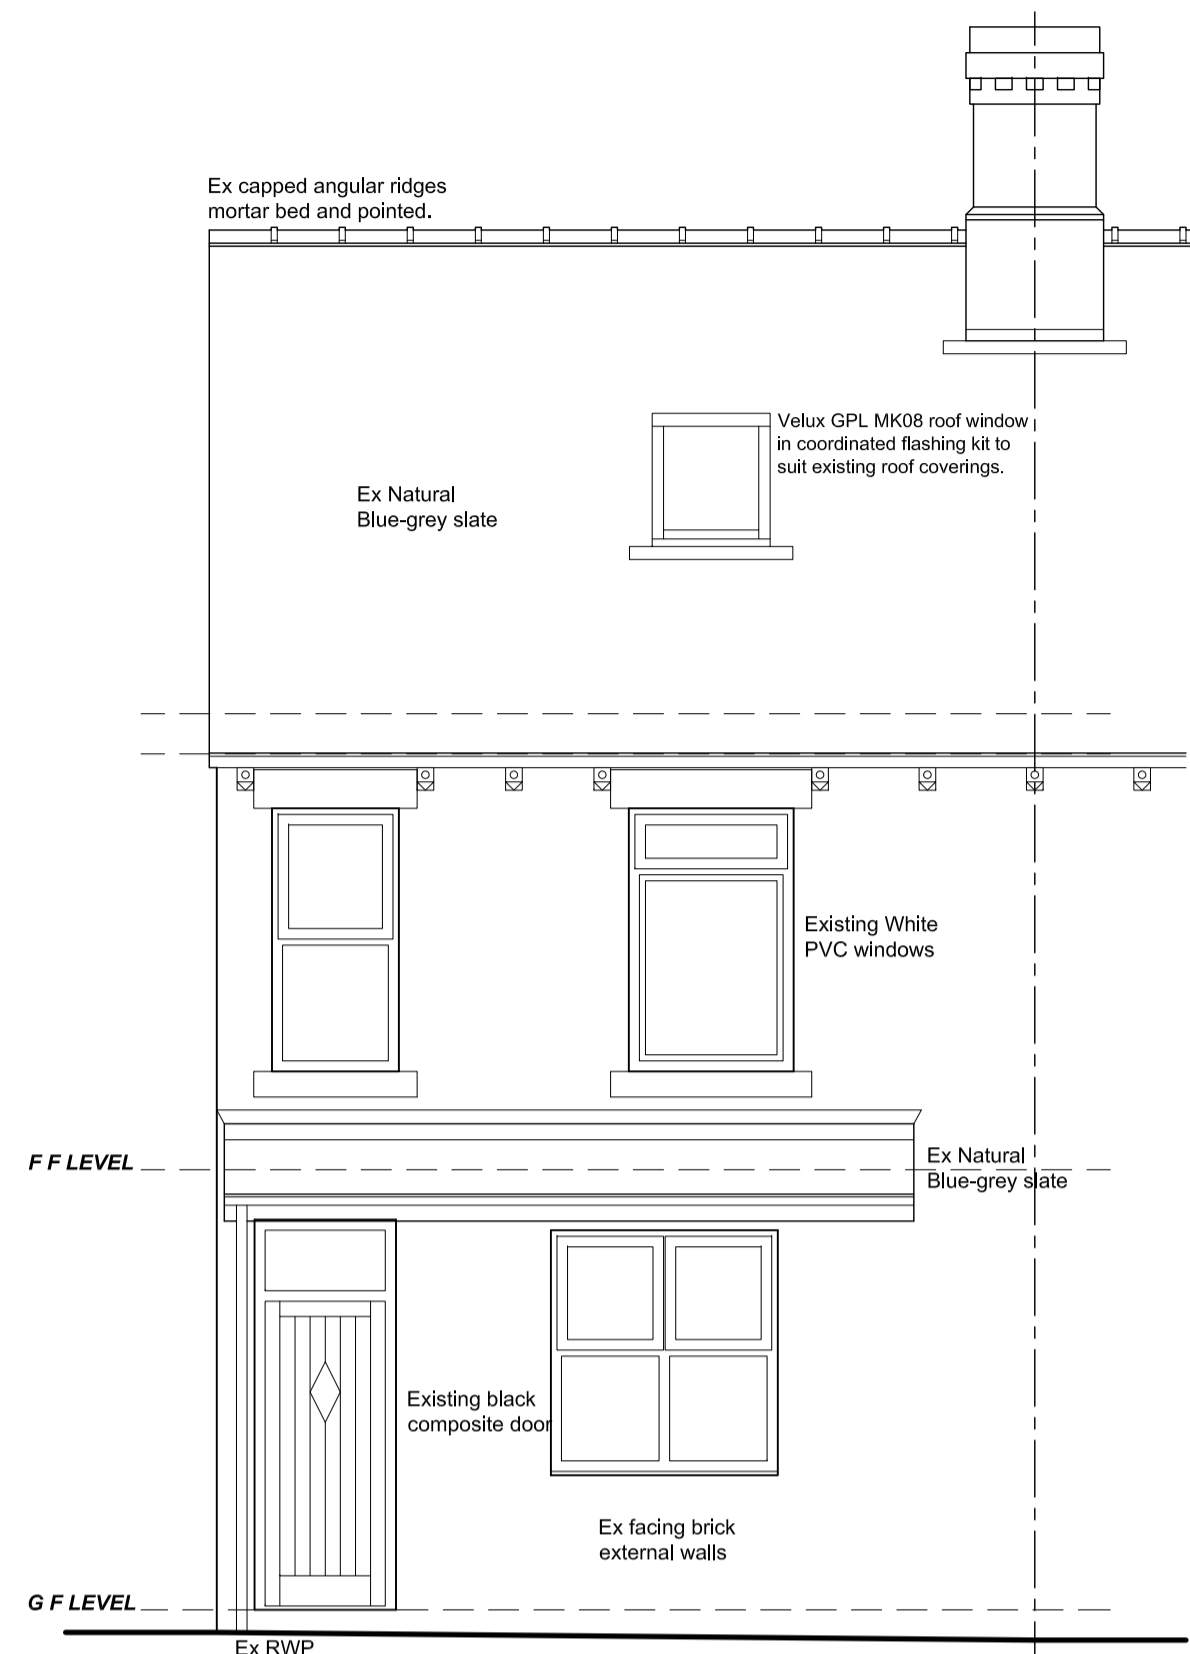 Ex capped angular ridges
mortar bed and pointed.
Velux GPL MK08 roof window
in coordinated flashing kit to
suit existing roof coverings.
Ex Natural
Blue-grey slate
Existing White
PVC windows
F F LEVEL
Ex Natural
Blue-grey slate
Existing black
composite door
Ex facing brick
external walls
G F LEVEL
Ex RWP